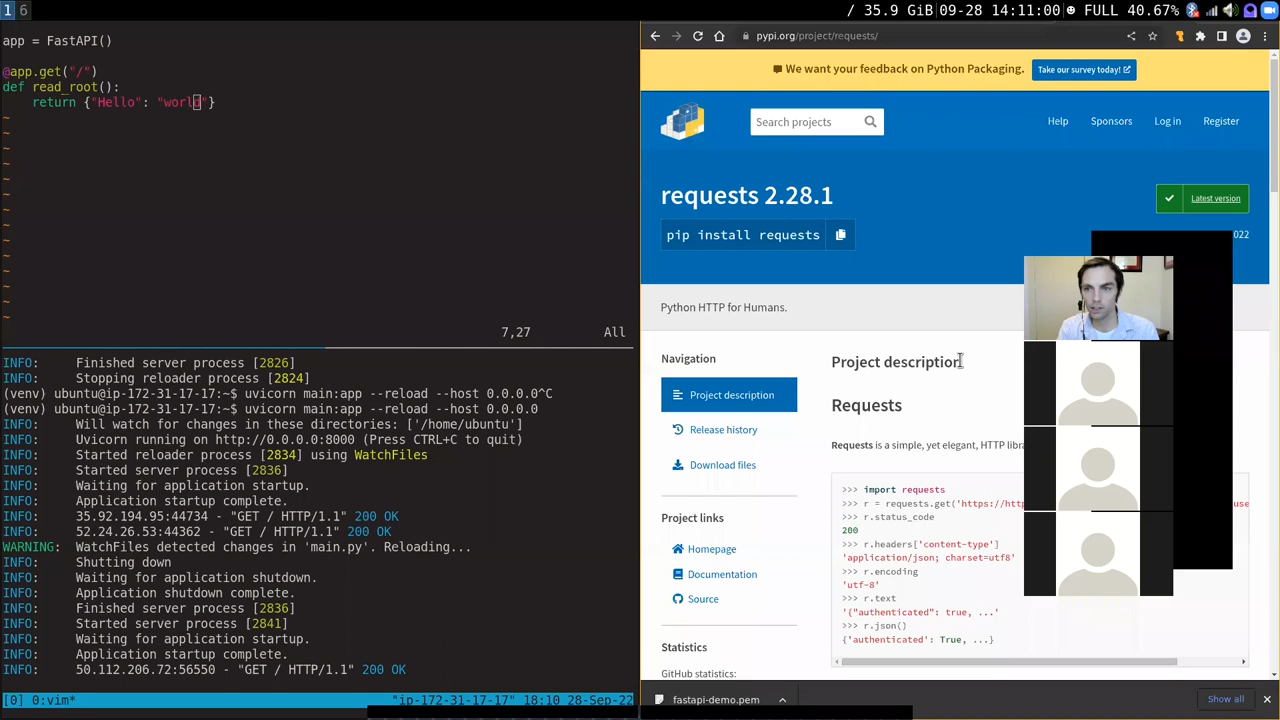 1 6
/ 35.9 GiB 09-28 14:11:00 ☻ FULL 40.67%
app = FastAPI()
@app.get("/")
def read_root():
    return {"Hello": "world"}
~
~
~
~
~
~
~
~
~
~
~
~
~
~
7,27 All
INFO:     Finished server process [2826]
INFO:     Stopping reloader process [2824]
(venv) ubuntu@ip-172-31-17-17:~$ uvicorn main:app --reload --host 0.0.0.0^C
(venv) ubuntu@ip-172-31-17-17:~$ uvicorn main:app --reload --host 0.0.0.0
INFO:     Will watch for changes in these directories: ['/home/ubuntu']
INFO:     Uvicorn running on http://0.0.0.0:8000 (Press CTRL+C to quit)
INFO:     Started reloader process [2834] using WatchFiles
INFO:     Started server process [2836]
INFO:     Waiting for application startup.
INFO:     Application startup complete.
INFO:     35.92.194.95:44734 - "GET / HTTP/1.1" 200 OK
INFO:     52.24.26.53:44362 - "GET / HTTP/1.1" 200 OK
WARNING:  WatchFiles detected changes in 'main.py'. Reloading...
INFO:     Shutting down
INFO:     Waiting for application shutdown.
INFO:     Application shutdown complete.
INFO:     Finished server process [2836]
INFO:     Started server process [2841]
INFO:     Waiting for application startup.
INFO:     Application startup complete.
INFO:     50.112.206.72:56550 - "GET / HTTP/1.1" 200 OK
[0] 0:vim* "ip-172-31-17-17" 18:10 28-Sep-22
pypi.org/project/requests/
We want your feedback on Python Packaging. Take our survey today!
Search projects
Help Sponsors Log in Register
requests 2.28.1
Latest version
pip install requests
022
Python HTTP for Humans.
Navigation
Project description
Release history
Download files
Project links
Homepage
Documentation
Source
Statistics
GitHub statistics:
Project description
Requests
Requests is a simple, yet elegant, HTTP libra
>>> import requests
>>> r = requests.get('https://htt use
>>> r.status_code
200
>>> r.headers['content-type']
'application/json; charset=utf8'
>>> r.encoding
'utf-8'
>>> r.text
'{"authenticated": true, ...'
>>> r.json()
{'authenticated': True, ...}
fastapi-demo.pem
Show all